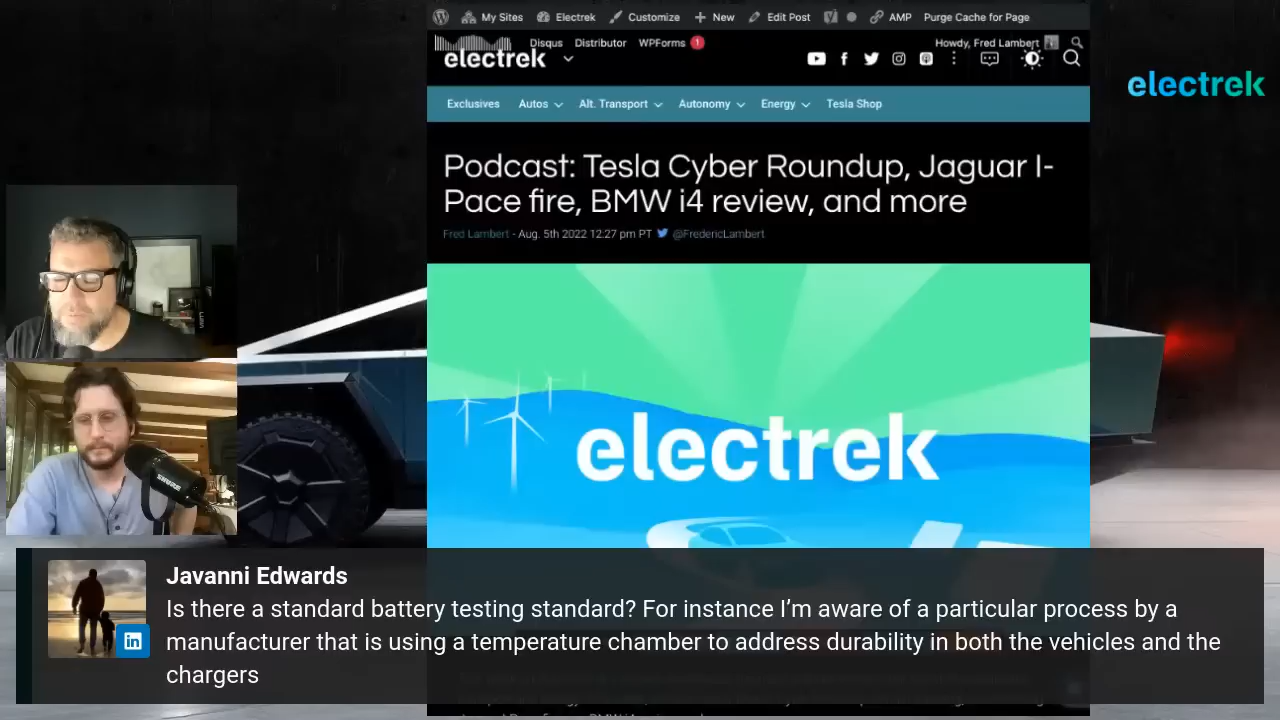 My Sites Electrek Customize New Edit Post AMP Purge Cache for Page
Disqus Distributor WPForms 1 Howdy, Fred Lambert
electrek
electrek
Exclusives Autos Alt. Transport Autonomy Energy Tesla Shop
Podcast: Tesla Cyber Roundup, Jaguar I-
Pace fire, BMW i4 review, and more
Fred Lambert - Aug. 5th 2022 12:27 pm PT @FredericLambert
electrek
SHURE
Javanni Edwards
Is there a standard battery testing standard? For instance I'm aware of a particular process by a
manufacturer that is using a temperature chamber to address durability in both the vehicles and the
chargers
in